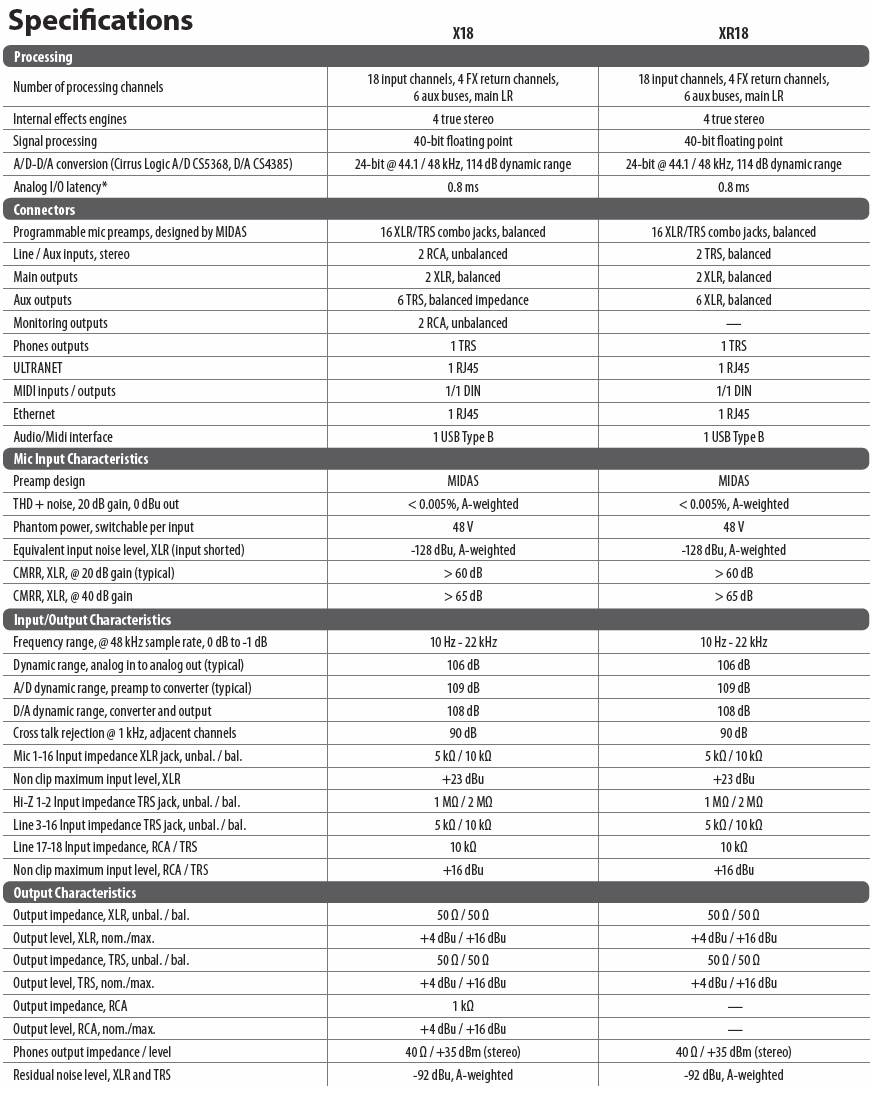 Specifications
X18 XR18
Processing
Number of processing channels 18 input channels, 4 FX return channels, 6 aux buses, main LR 18 input channels, 4 FX return channels, 6 aux buses, main LR
Internal effects engines 4 true stereo 4 true stereo
Signal processing 40-bit floating point 40-bit floating point
A/D-D/A conversion (Cirrus Logic A/D CS5368, D/A CS4385) 24-bit @ 44.1 / 48 kHz, 114 dB dynamic range 24-bit @ 44.1 / 48 kHz, 114 dB dynamic range
Analog I/O latency* 0.8 ms 0.8 ms
Connectors
Programmable mic preamps, designed by MIDAS 16 XLR/TRS combo jacks, balanced 16 XLR/TRS combo jacks, balanced
Line / Aux inputs, stereo 2 RCA, unbalanced 2 TRS, balanced
Main outputs 2 XLR, balanced 2 XLR, balanced
Aux outputs 6 TRS, balanced impedance 6 XLR, balanced
Monitoring outputs 2 RCA, unbalanced —
Phones outputs 1 TRS 1 TRS
ULTRANET 1 RJ45 1 RJ45
MIDI inputs / outputs 1/1 DIN 1/1 DIN
Ethernet 1 RJ45 1 RJ45
Audio/Midi interface 1 USB Type B 1 USB Type B
Mic Input Characteristics
Preamp design MIDAS MIDAS
THD + noise, 20 dB gain, 0 dBu out < 0.005%, A-weighted < 0.005%, A-weighted
Phantom power, switchable per input 48 V 48 V
Equivalent input noise level, XLR (input shorted) -128 dBu, A-weighted -128 dBu, A-weighted
CMRR, XLR, @ 20 dB gain (typical) > 60 dB > 60 dB
CMRR, XLR, @ 40 dB gain > 65 dB > 65 dB
Input/Output Characteristics
Frequency range, @ 48 kHz sample rate, 0 dB to -1 dB 10 Hz - 22 kHz 10 Hz - 22 kHz
Dynamic range, analog in to analog out (typical) 106 dB 106 dB
A/D dynamic range, preamp to converter (typical) 109 dB 109 dB
D/A dynamic range, converter and output 108 dB 108 dB
Cross talk rejection @ 1 kHz, adjacent channels 90 dB 90 dB
Mic 1-16 Input impedance XLR jack, unbal. / bal. 5 kΩ / 10 kΩ 5 kΩ / 10 kΩ
Non clip maximum input level, XLR +23 dBu +23 dBu
Hi-Z 1-2 Input impedance TRS jack, unbal. / bal. 1 MΩ / 2 MΩ 1 MΩ / 2 MΩ
Line 3-16 Input impedance TRS jack, unbal. / bal. 5 kΩ / 10 kΩ 5 kΩ / 10 kΩ
Line 17-18 Input impedance, RCA / TRS 10 kΩ 10 kΩ
Non clip maximum input level, RCA / TRS +16 dBu +16 dBu
Output Characteristics
Output impedance, XLR, unbal. / bal. 50 Ω / 50 Ω 50 Ω / 50 Ω
Output level, XLR, nom./max. +4 dBu / +16 dBu +4 dBu / +16 dBu
Output impedance, TRS, unbal. / bal. 50 Ω / 50 Ω 50 Ω / 50 Ω
Output level, TRS, nom./max. +4 dBu / +16 dBu +4 dBu / +16 dBu
Output impedance, RCA 1 kΩ —
Output level, RCA, nom./max. +4 dBu / +16 dBu —
Phones output impedance / level 40 Ω / +35 dBm (stereo) 40 Ω / +35 dBm (stereo)
Residual noise level, XLR and TRS -92 dBu, A-weighted -92 dBu, A-weighted